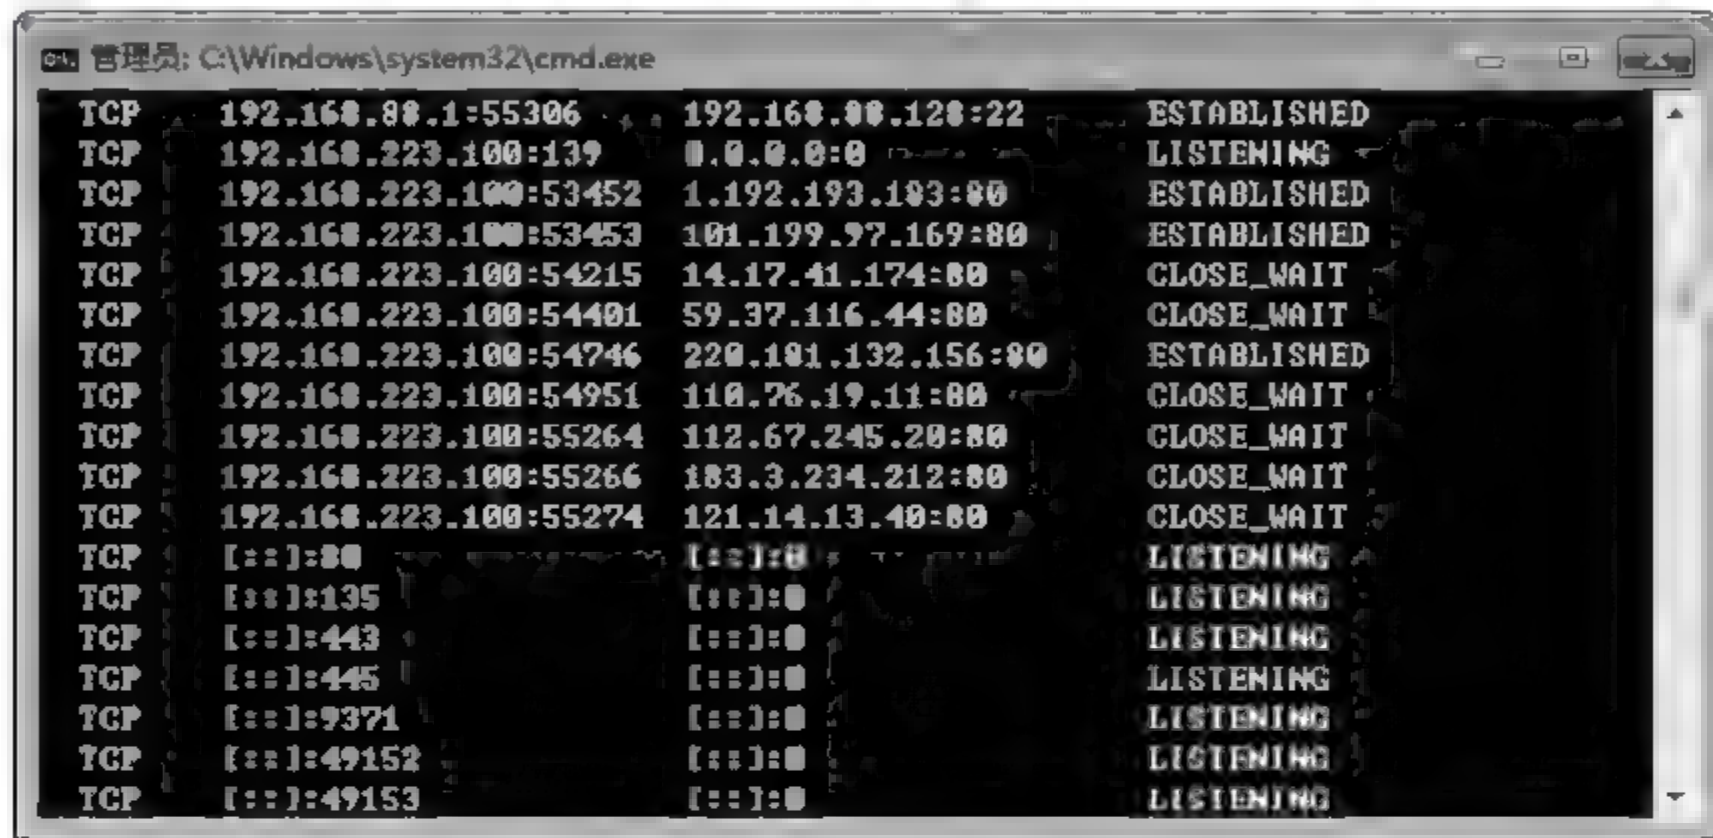 管理员: C:\Windows\system32\cmd.exe
TCP 192.168.88.1:55306 192.168.88.128:22 ESTABLISHED
TCP 192.168.223.100:139 0.0.0.0:0 LISTENING
TCP 192.168.223.100:53452 1.192.193.183:80 ESTABLISHED
TCP 192.168.223.100:53453 101.199.97.169:80 ESTABLISHED
TCP 192.168.223.100:54215 14.17.41.174:80 CLOSE_WAIT
TCP 192.168.223.100:54401 59.37.116.44:80 CLOSE_WAIT
TCP 192.168.223.100:54746 220.181.132.156:80 ESTABLISHED
TCP 192.168.223.100:54951 110.76.19.11:80 CLOSE_WAIT
TCP 192.168.223.100:55264 112.67.245.20:80 CLOSE_WAIT
TCP 192.168.223.100:55266 183.3.234.212:80 CLOSE_WAIT
TCP 192.168.223.100:55274 121.14.13.40:80 CLOSE_WAIT
TCP [::]:80 [::]:0 LISTENING
TCP [::]:135 [::]:0 LISTENING
TCP [::]:443 [::]:0 LISTENING
TCP [::]:445 [::]:0 LISTENING
TCP [::]:9371 [::]:0 LISTENING
TCP [::]:49152 [::]:0 LISTENING
TCP [::]:49153 [::]:0 LISTENING